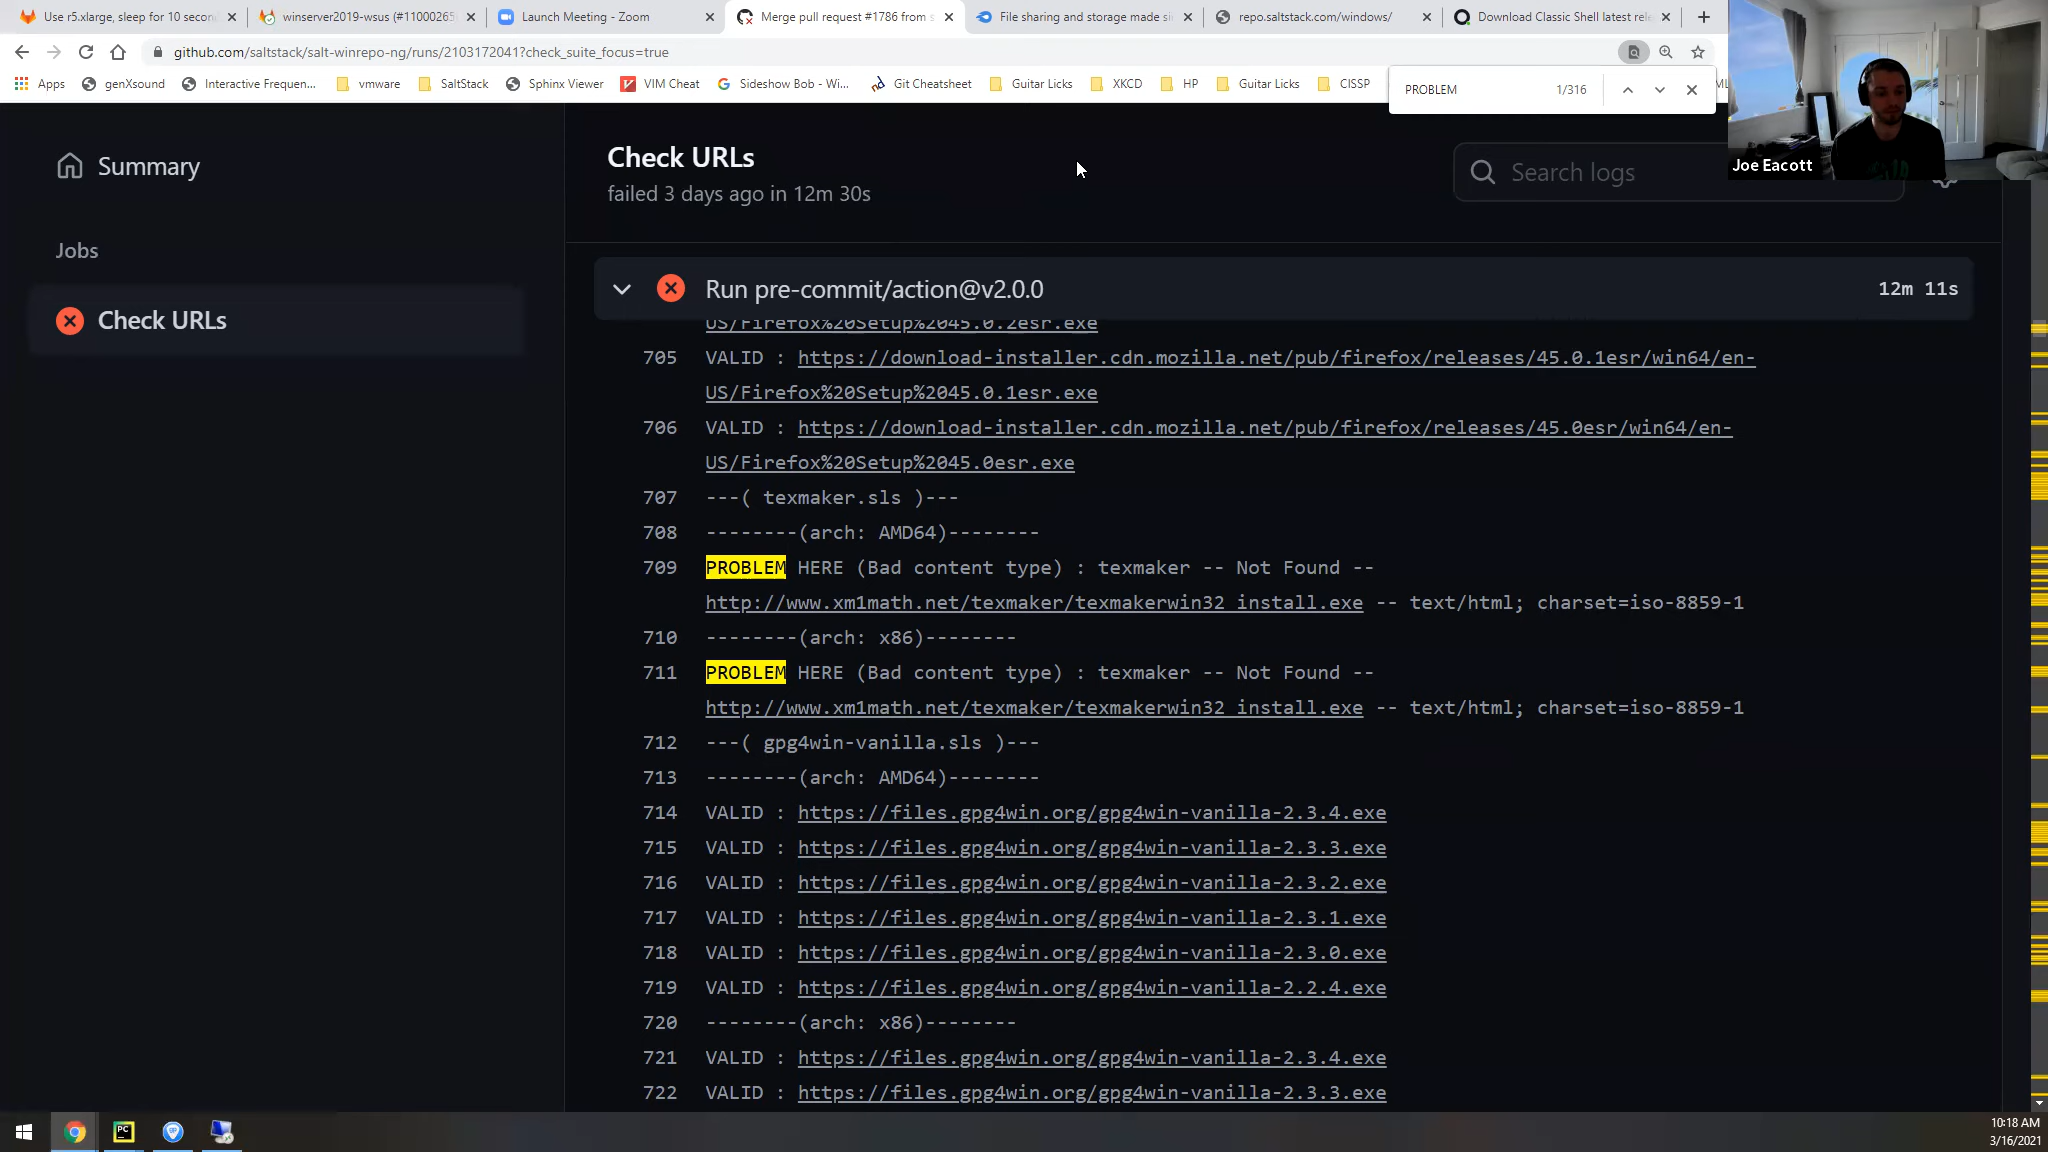 Use r5.xlarge, sleep for 10 secon
winserver2019-wsus (#11000265
Launch Meeting - Zoom
Merge pull request #1786 from s
File sharing and storage made si
repo.saltstack.com/windows/
Download Classic Shell latest rele
github.com/saltstack/salt-winrepo-ng/runs/2103172041?check_suite_focus=true
Apps
genXsound
Interactive Frequen...
vmware
SaltStack
Sphinx Viewer
VIM Cheat
Sideshow Bob - Wi...
Git Cheatsheet
Guitar Licks
XKCD
HP
Guitar Licks
CISSP
PROBLEM
1/316
Joe Eacott
Summary
Jobs
Check URLs
Check URLs
failed 3 days ago in 12m 30s
Search logs
Run pre-commit/action@v2.0.0
12m 11s
US/Firefox%20Setup%2045.0.2esr.exe
705 VALID : https://download-installer.cdn.mozilla.net/pub/firefox/releases/45.0.1esr/win64/en-
US/Firefox%20Setup%2045.0.1esr.exe
706 VALID : https://download-installer.cdn.mozilla.net/pub/firefox/releases/45.0esr/win64/en-
US/Firefox%20Setup%2045.0esr.exe
707 ---( texmaker.sls )---
708 --------(arch: AMD64)--------
709 PROBLEM HERE (Bad content type) : texmaker -- Not Found --
http://www.xm1math.net/texmaker/texmakerwin32_install.exe -- text/html; charset=iso-8859-1
710 --------(arch: x86)--------
711 PROBLEM HERE (Bad content type) : texmaker -- Not Found --
http://www.xm1math.net/texmaker/texmakerwin32_install.exe -- text/html; charset=iso-8859-1
712 ---( gpg4win-vanilla.sls )---
713 --------(arch: AMD64)--------
714 VALID : https://files.gpg4win.org/gpg4win-vanilla-2.3.4.exe
715 VALID : https://files.gpg4win.org/gpg4win-vanilla-2.3.3.exe
716 VALID : https://files.gpg4win.org/gpg4win-vanilla-2.3.2.exe
717 VALID : https://files.gpg4win.org/gpg4win-vanilla-2.3.1.exe
718 VALID : https://files.gpg4win.org/gpg4win-vanilla-2.3.0.exe
719 VALID : https://files.gpg4win.org/gpg4win-vanilla-2.2.4.exe
720 --------(arch: x86)--------
721 VALID : https://files.gpg4win.org/gpg4win-vanilla-2.3.4.exe
722 VALID : https://files.gpg4win.org/gpg4win-vanilla-2.3.3.exe
10:18 AM
3/16/2021